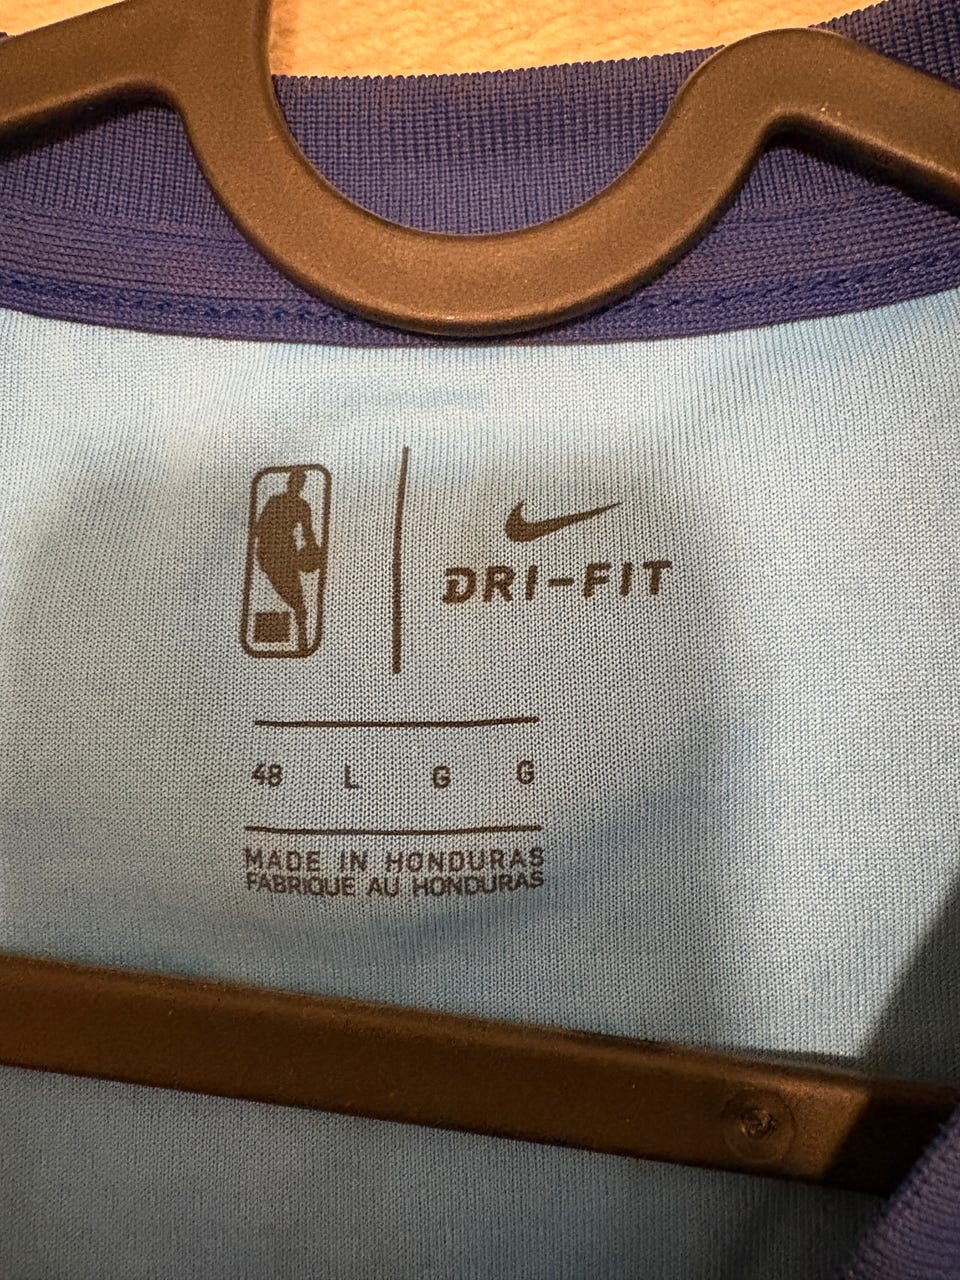 DRI-FIT
48 L G G
MADE IN HONDURAS
FABRIQUE AU HONDURAS